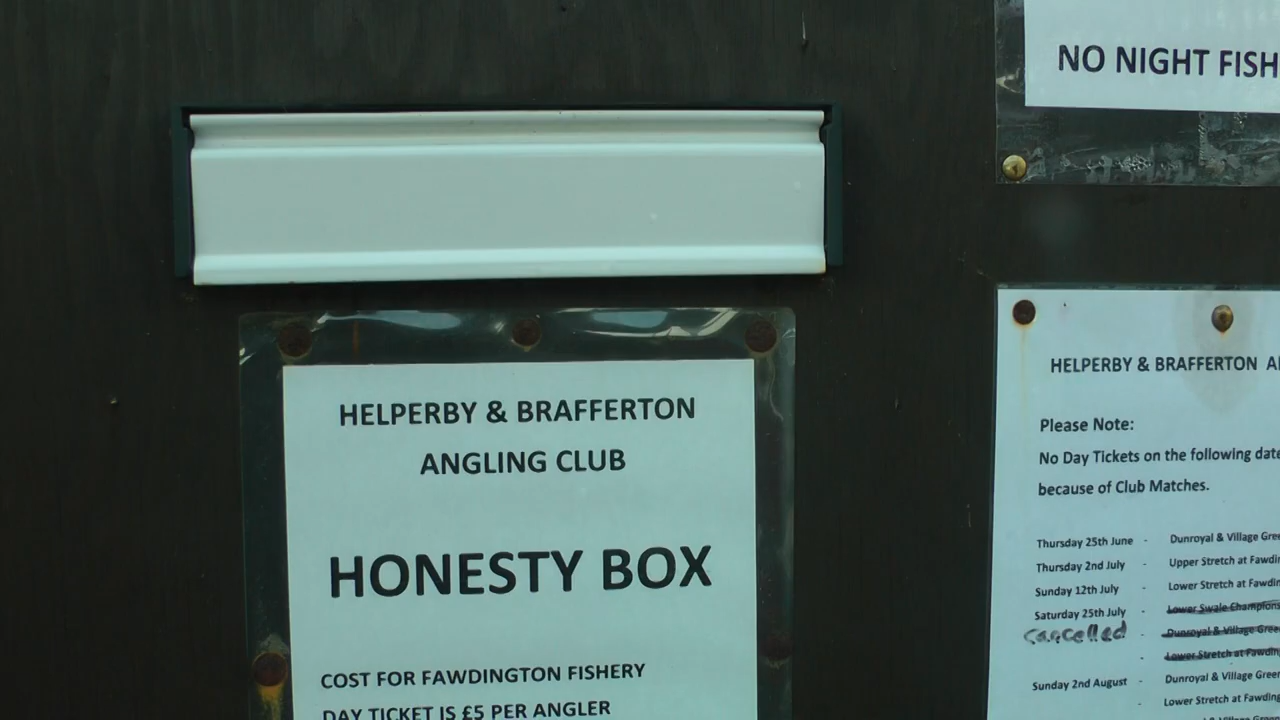 NO NIGHT FISH
HELPERBY & BRAFFERTON
ANGLING CLUB
HONESTY BOX
COST FOR FAWDINGTON FISHERY
DAY TICKET IS £5 PER ANGLER
HELPERBY & BRAFFERTON
Please Note:
No Day Tickets on the following date
because of Club Matches.
Thursday 25th June - Dunroyal & Village Gree
Thursday 2nd July - Upper Stretch at Fawdin
Sunday 12th July - Lower Stretch at Fawdin
Saturday 25th July - Lower Swale Champions
Cancelled - Dunroyal & Village Gree
- Lower Stretch at Fawdin
Sunday 2nd August - Dunroyal & Village Green
- Lower Stretch at Fawding